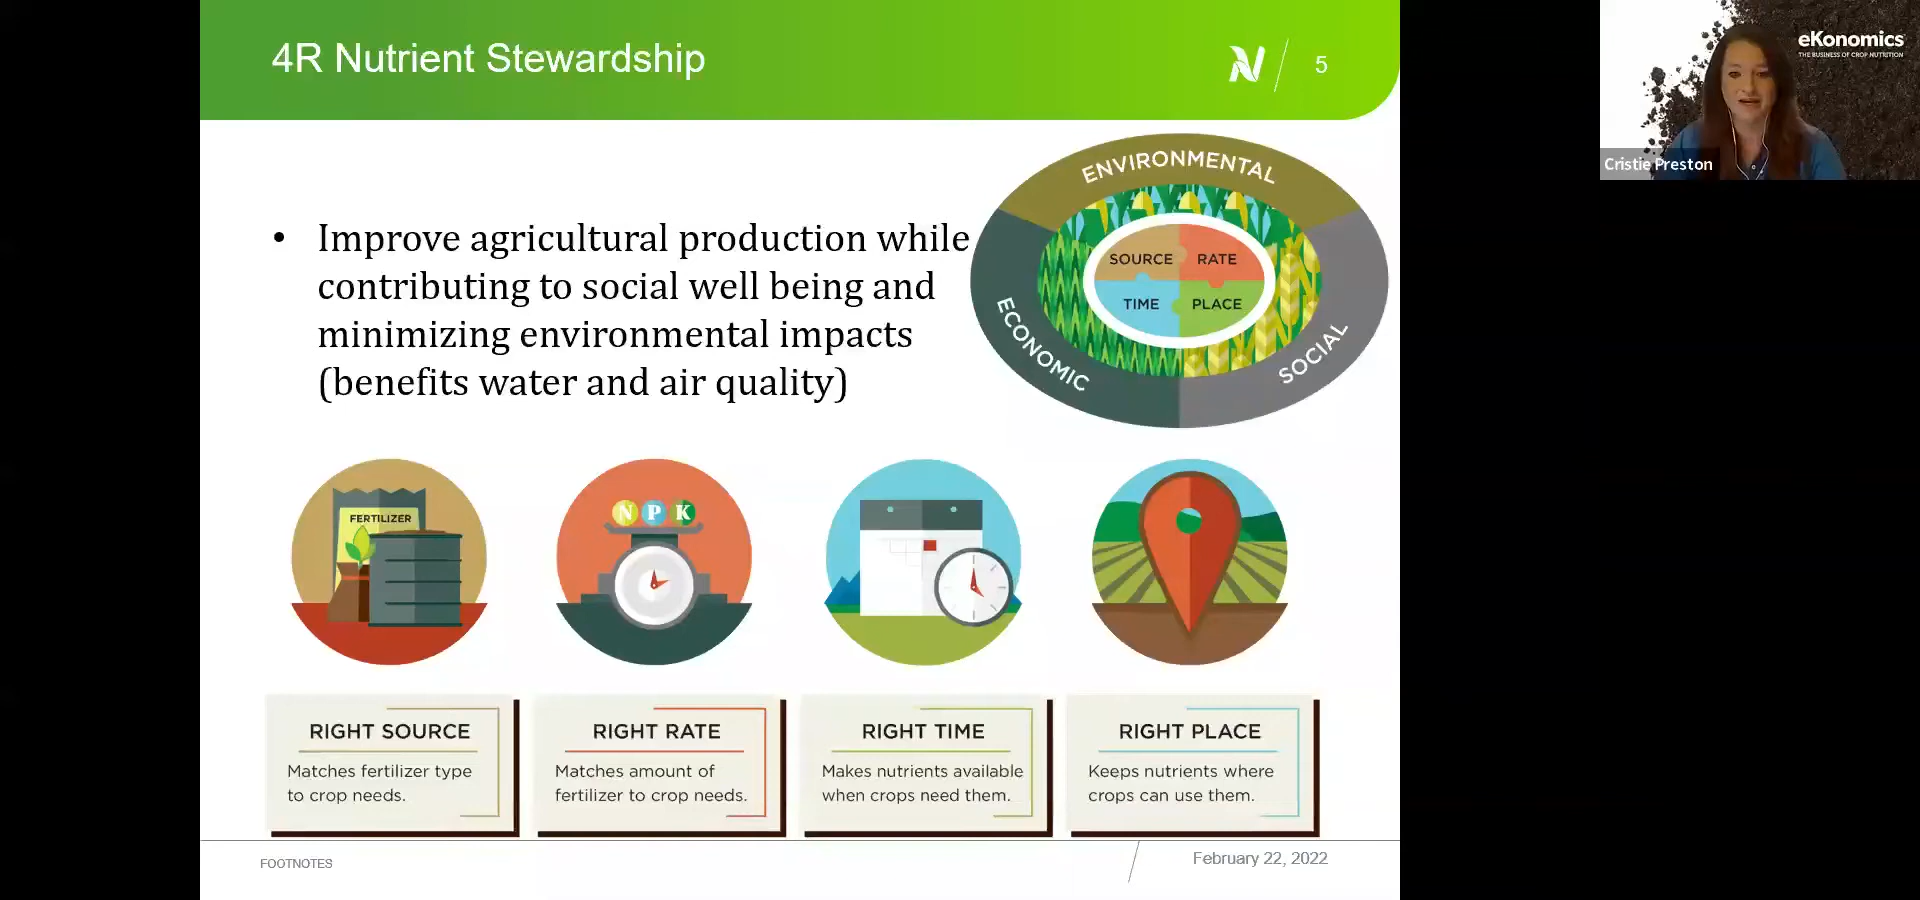 4R Nutrient Stewardship
5
eKonomics
THE BUSINESS OF CROP NUTRITION
Cristie Preston
• Improve agricultural production while
contributing to social well being and
minimizing environmental impacts
(benefits water and air quality)
ENVIRONMENTAL
SOURCE RATE
TIME PLACE
ECONOMIC
SOCIAL
FERTILIZER
N P K
RIGHT SOURCE
Matches fertilizer type
to crop needs.
RIGHT RATE
Matches amount of
fertilizer to crop needs.
RIGHT TIME
Makes nutrients available
when crops need them.
RIGHT PLACE
Keeps nutrients where
crops can use them.
FOOTNOTES
February 22, 2022